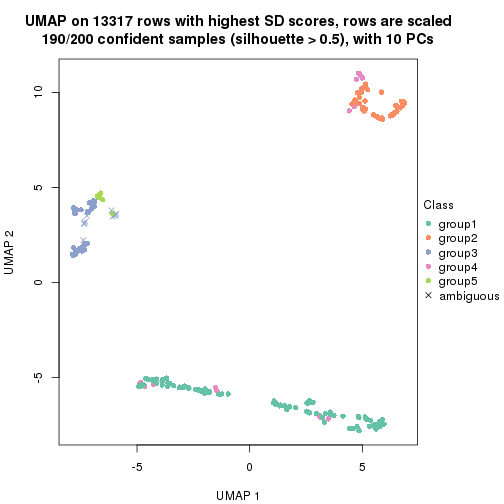 UMAP on 13317 rows with highest SD scores, rows are scaled
190/200 confident samples (silhouette > 0.5), with 10 PCs
10
5
0
-5
UMAP 2
-5
0
5
UMAP 1
Class
group1
group2
group3
group4
group5
ambiguous